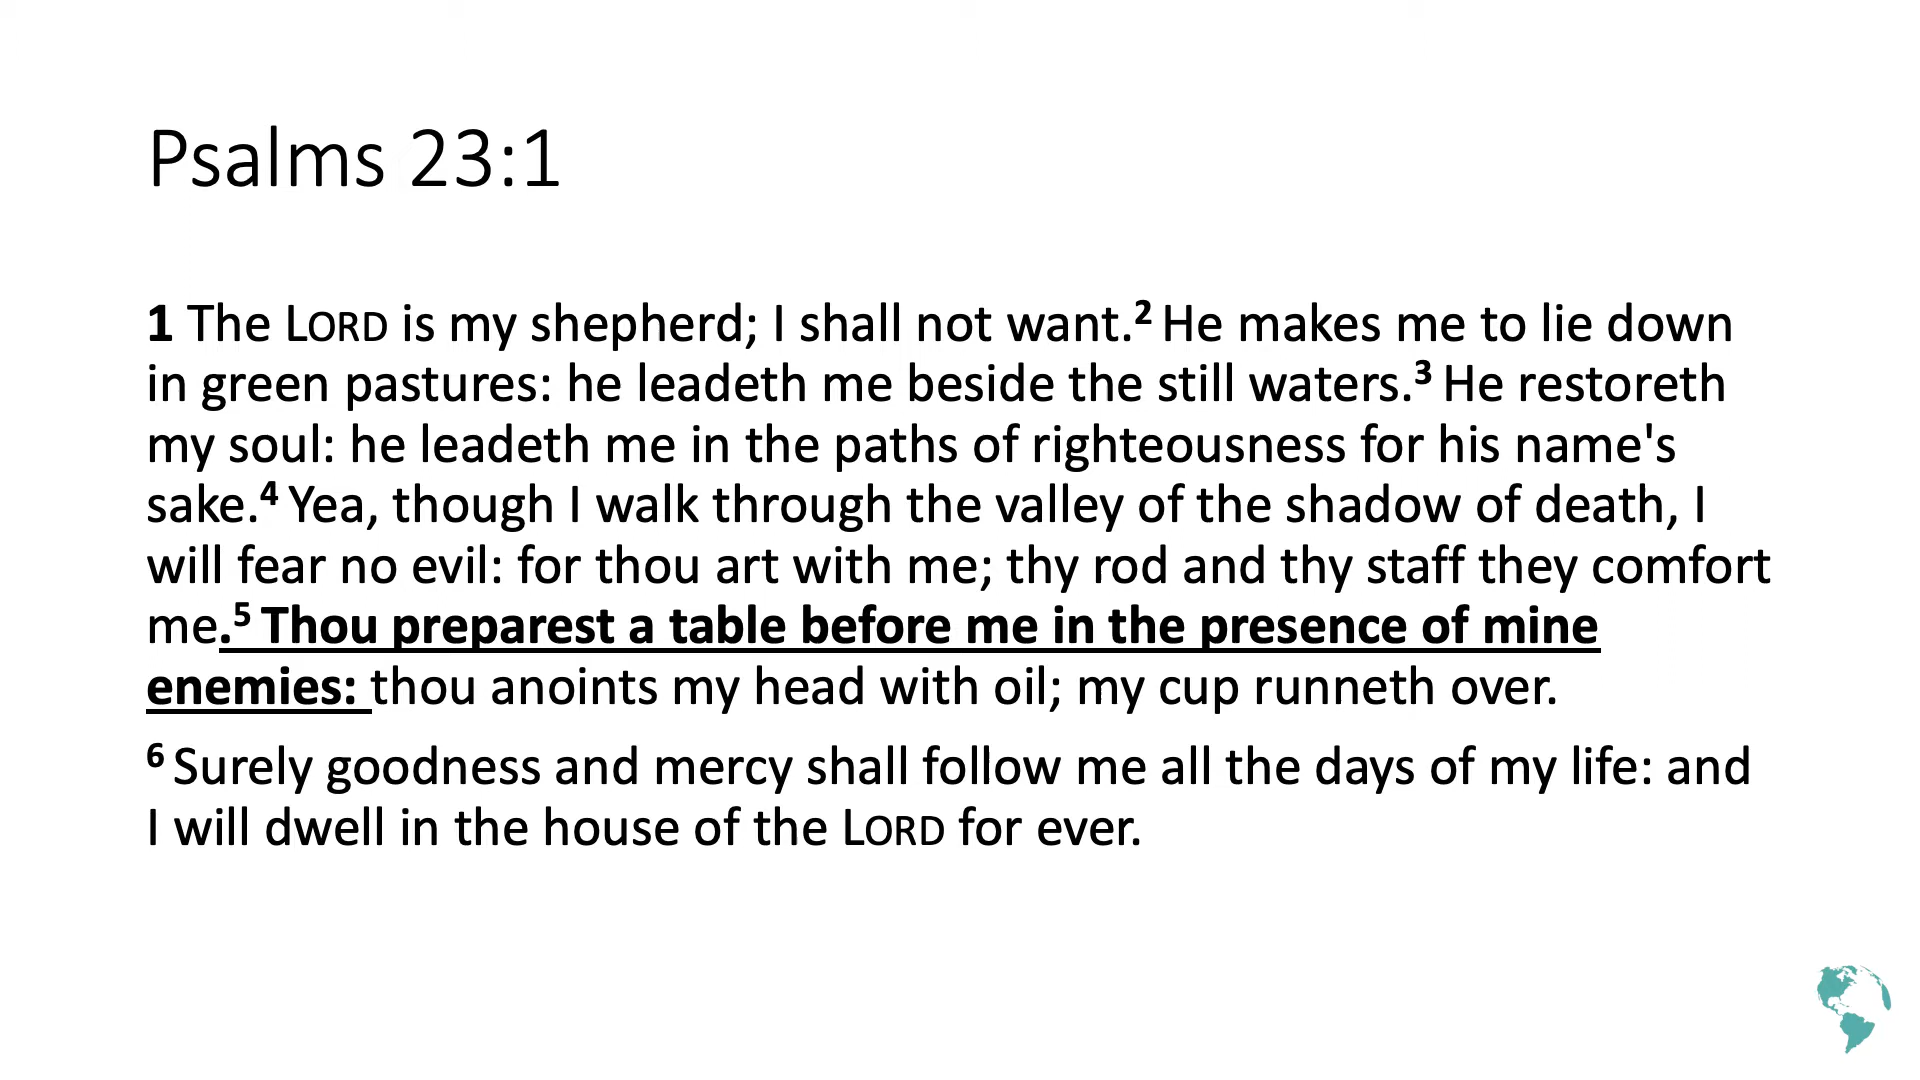 Psalms 23:1
1 The LORD is my shepherd; I shall not want.² He makes me to lie down
in green pastures: he leadeth me beside the still waters.³ He restoreth
my soul: he leadeth me in the paths of righteousness for his name's
sake.⁴ Yea, though I walk through the valley of the shadow of death, I
will fear no evil: for thou art with me; thy rod and thy staff they comfort
me.⁵ Thou preparest a table before me in the presence of mine
enemies: thou anoints my head with oil; my cup runneth over.
⁶ Surely goodness and mercy shall follow me all the days of my life: and
I will dwell in the house of the LORD for ever.